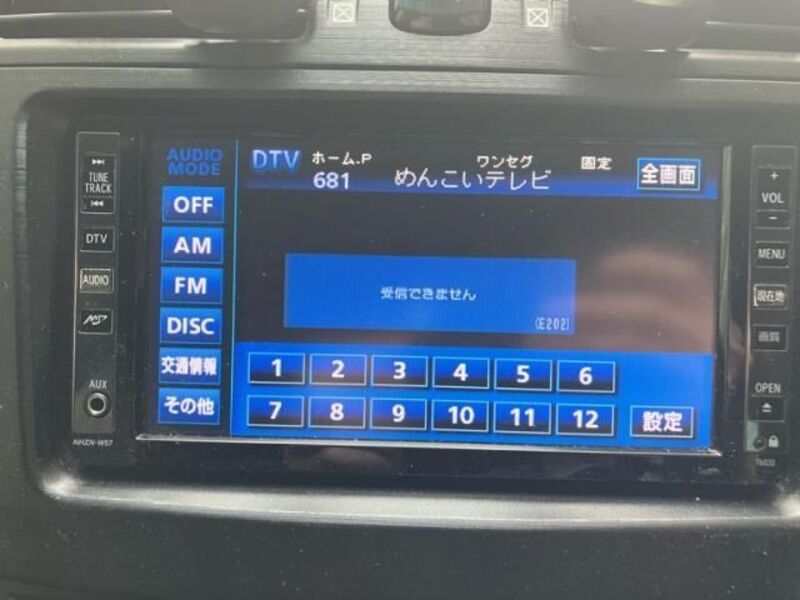 TUNE
TRACK
DTV
AUDIO
MAP
AUX
NHZN-W57
AUDIO
MODE
OFF
AM
FM
DISC
交通情報
その他
DTV ホーム.P ワンセグ 固定
681 めんこいテレビ 全画面
受信できません
(E202)
1 2 3 4 5 6
7 8 9 10 11 12 設定
+
VOL
−
MENU
現在地
画質
OPEN